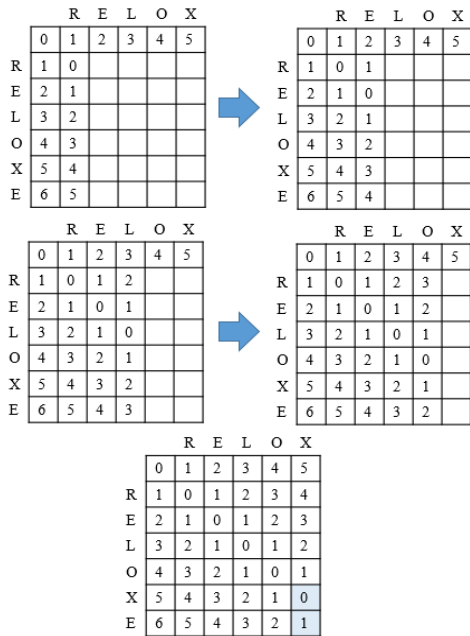 R E L O X
0 1 2 3 4 5
R 1 0
E 2 1
L 3 2
O 4 3
X 5 4
E 6 5
R E L O X
0 1 2 3 4 5
R 1 0 1
E 2 1 0
L 3 2 1
O 4 3 2
X 5 4 3
E 6 5 4
R E L O X
0 1 2 3 4 5
R 1 0 1 2
E 2 1 0 1
L 3 2 1 0
O 4 3 2 1
X 5 4 3 2
E 6 5 4 3
R E L O X
0 1 2 3 4 5
R 1 0 1 2 3
E 2 1 0 1 2
L 3 2 1 0 1
O 4 3 2 1 0
X 5 4 3 2 1
E 6 5 4 3 2
R E L O X
0 1 2 3 4 5
R 1 0 1 2 3 4
E 2 1 0 1 2 3
L 3 2 1 0 1 2
O 4 3 2 1 0 1
X 5 4 3 2 1 0
E 6 5 4 3 2 1